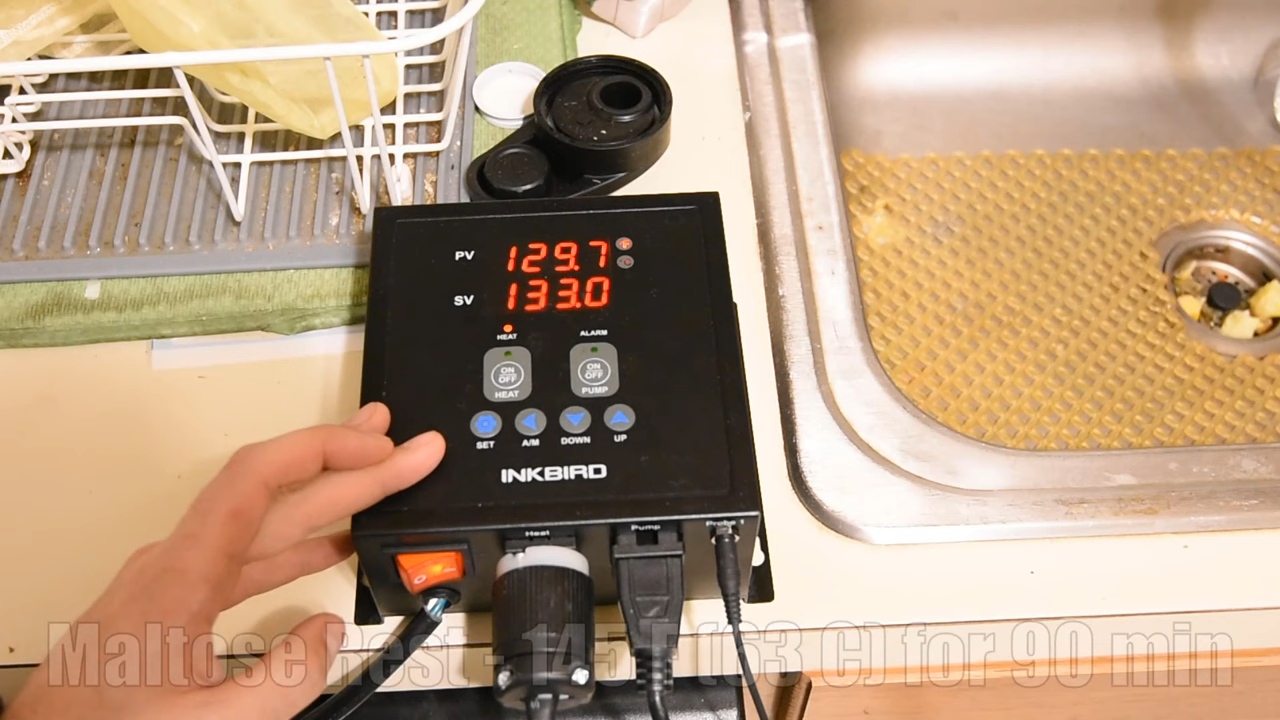 PV 129.7
SV 133.0
HEAT ALARM
ON OFF HEAT
ON OFF PUMP
SET A/M DOWN UP
INKBIRD
Heat Pump Probe 1
Maltose Rest - 145 F (63 C) for 90 min